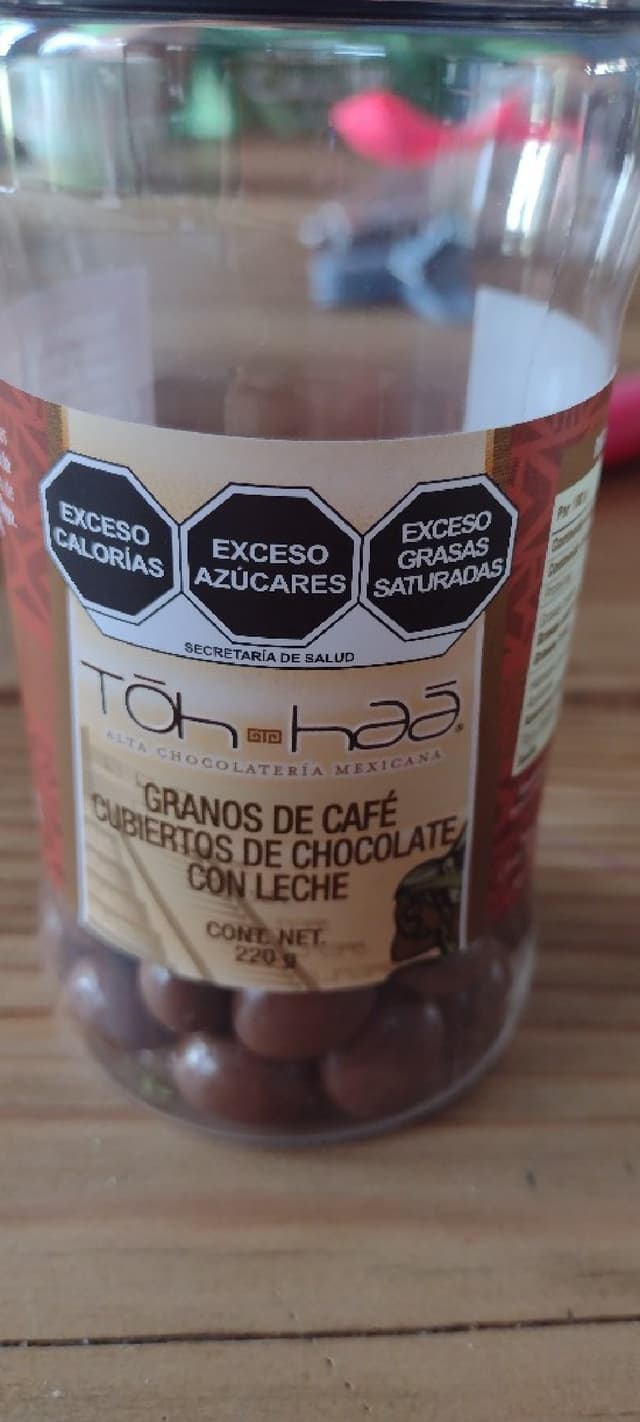 EXCESO
CALORÍAS
EXCESO
AZÚCARES
EXCESO
GRASAS
SATURADAS
SECRETARÍA DE SALUD
TŌh haā®
ALTA CHOCOLATERÍA MEXICANA
GRANOS DE CAFÉ
CUBIERTOS DE CHOCOLATE
CON LECHE
CONT. NET.
220 g